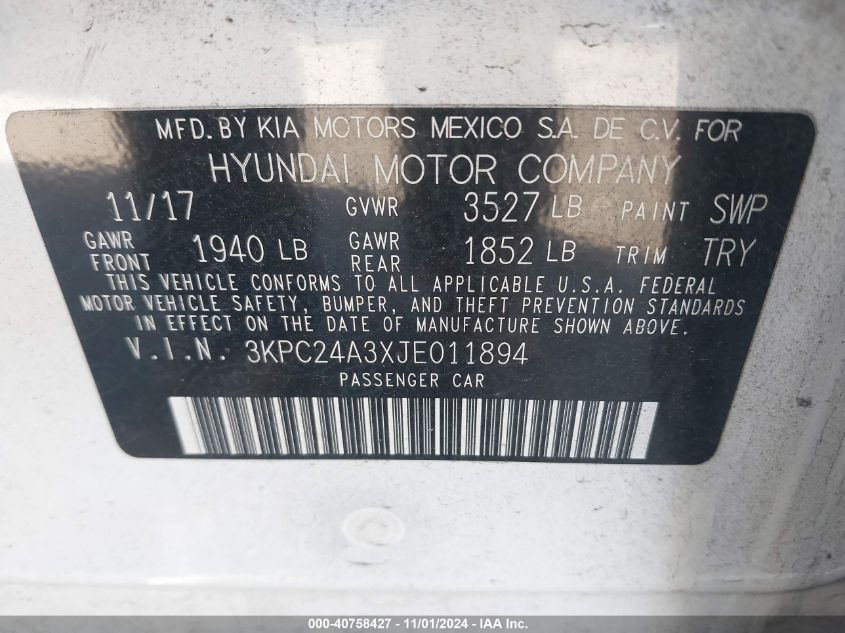 MFD. BY KIA MOTORS MEXICO S.A. DE C.V. FOR
HYUNDAI MOTOR COMPANY
11/17 GVWR 3527 LB PAINT SWP
GAWR FRONT 1940 LB GAWR REAR 1852 LB TRIM TRY
THIS VEHICLE CONFORMS TO ALL APPLICABLE U.S.A. FEDERAL
MOTOR VEHICLE SAFETY, BUMPER, AND THEFT PREVENTION STANDARDS
IN EFFECT ON THE DATE OF MANUFACTURE SHOWN ABOVE.
V.I.N. 3KPC24A3XJE011894
PASSENGER CAR
000-40758427 - 11/01/2024 - IAA Inc.